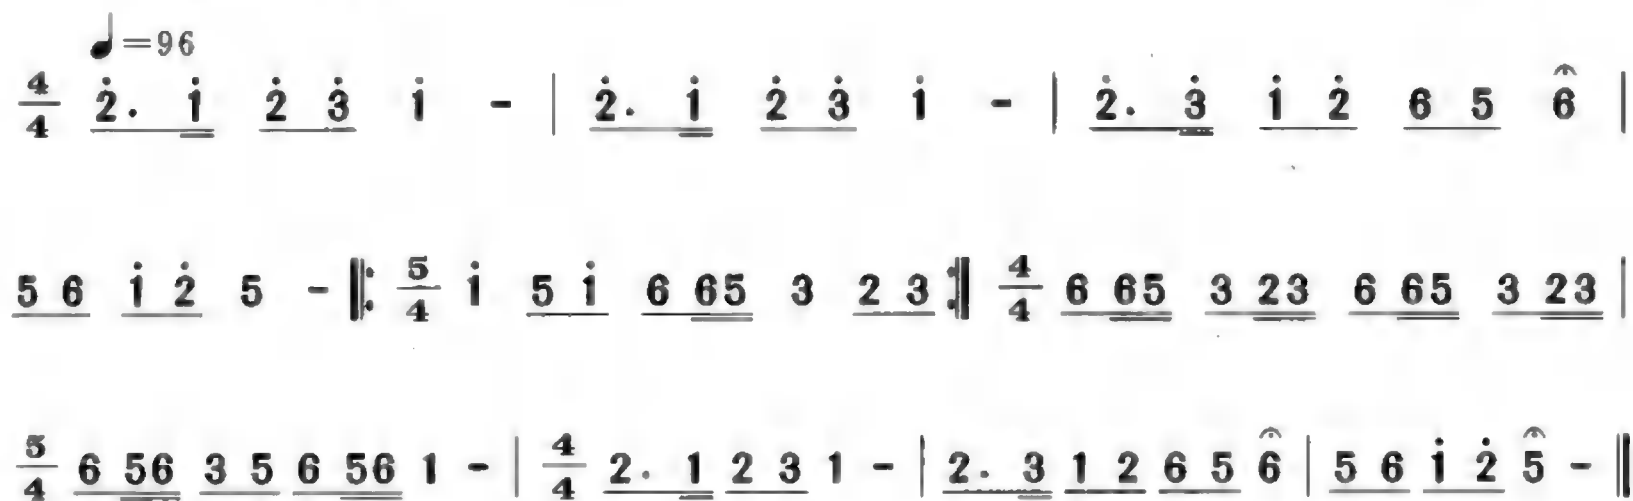 ♩=96
4/4 2̇. 1̇ 2̇ 3̇ 1̇ - | 2̇. 1̇ 2̇ 3̇ 1̇ - | 2̇. 3̇ 1̇ 2̇ 6 5 6 |
5 6 1̇ 2̇ 5 - ‖: 5/4 1̇ 5 1̇ 6 65 3 2 3 :‖ 4/4 6 65 3 23 6 65 3 23 |
5/4 6 56 3 5 6 56 1 - | 4/4 2. 1 2 3 1 - | 2. 3 1 2 6 5 6 | 5 6 1̇ 2̇ 5 - ‖